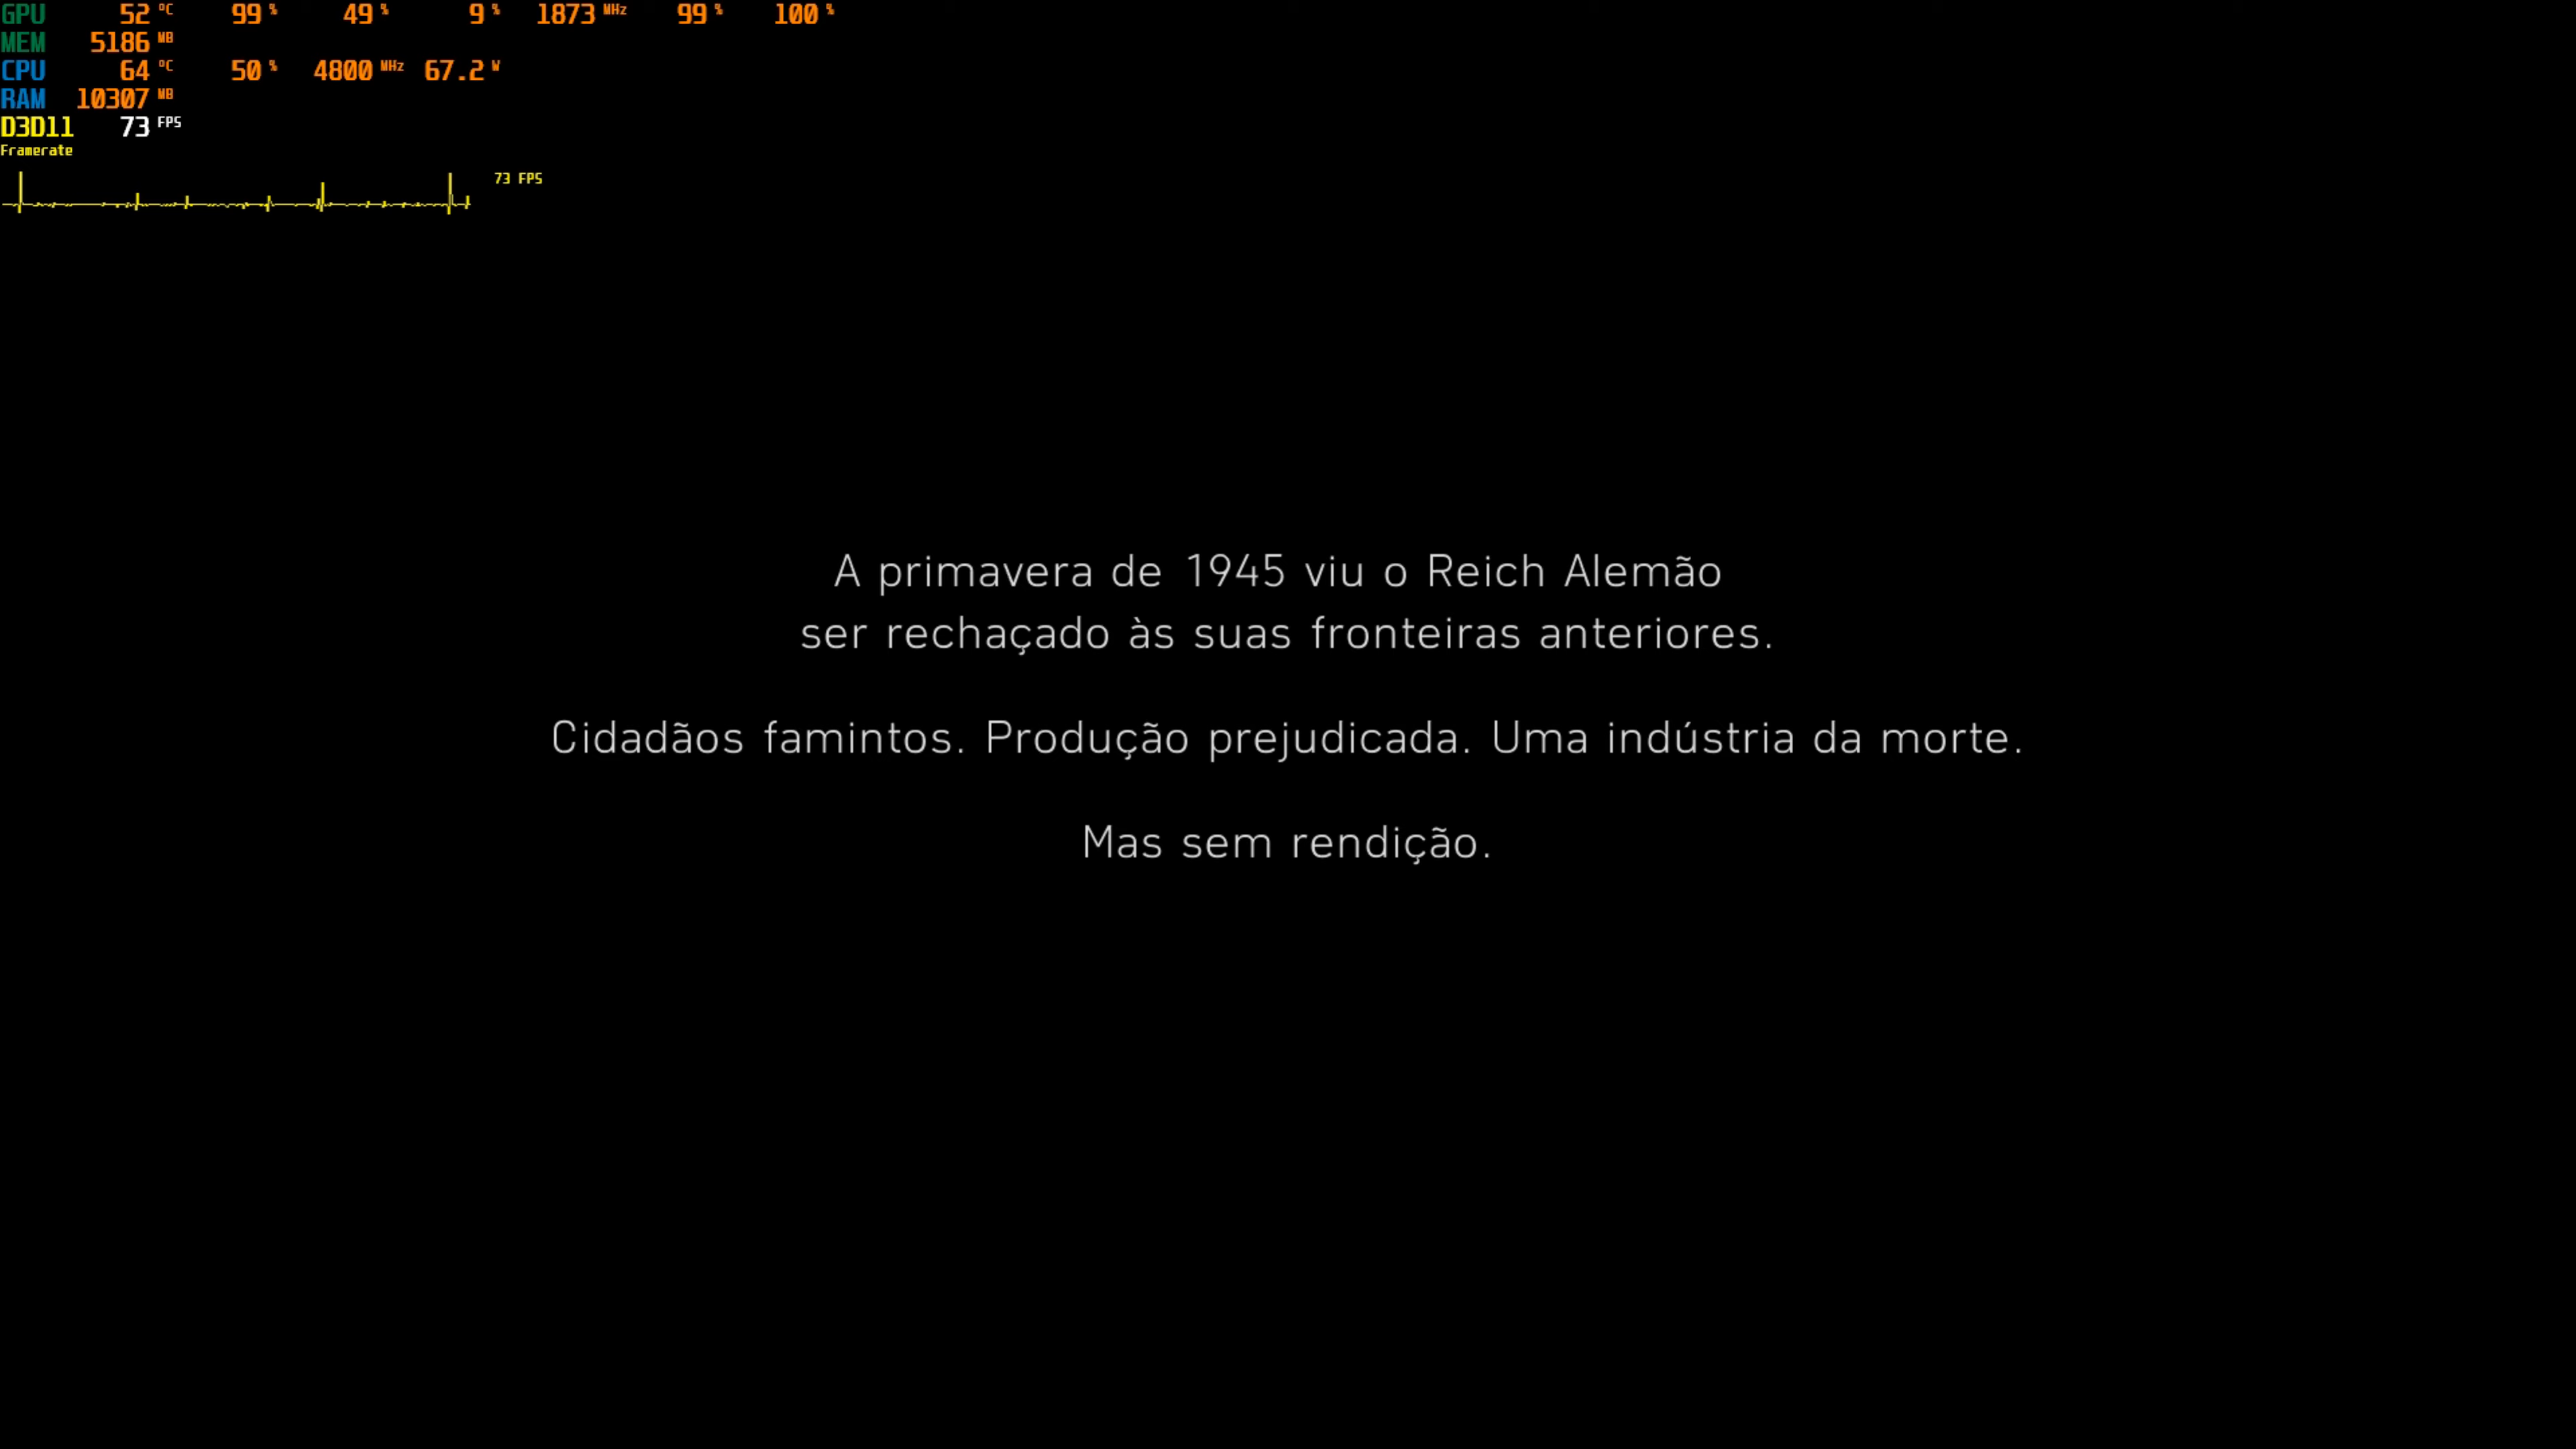 GPU 52 °C 99 % 49 % 9 % 1873 MHz 99 % 100 %
MEM 5186 MB
CPU 64 °C 50 % 4800 MHz 67.2 W
RAM 10307 MB
D3D11 73 FPS
Framerate
73 FPS
A primavera de 1945 viu o Reich Alemão
ser rechaçado às suas fronteiras anteriores.
Cidadãos famintos. Produção prejudicada. Uma indústria da morte.
Mas sem rendição.